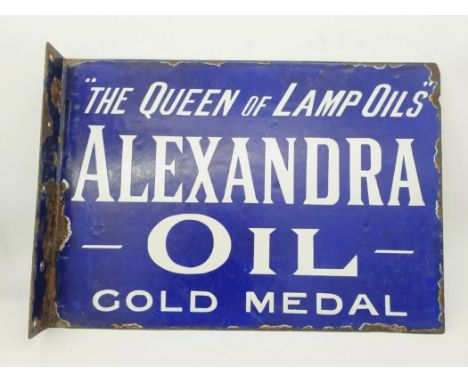 "THE QUEEN OF LAMP OILS"
ALEXANDRA
– OIL –
GOLD MEDAL